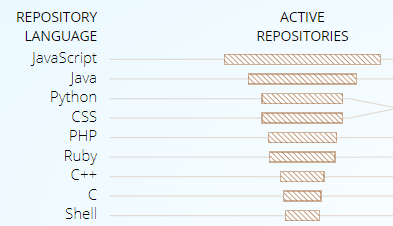 REPOSITORY
LANGUAGE
ACTIVE
REPOSITORIES
JavaScript
Java
Python
CSS
PHP
Ruby
C++
C
Shell